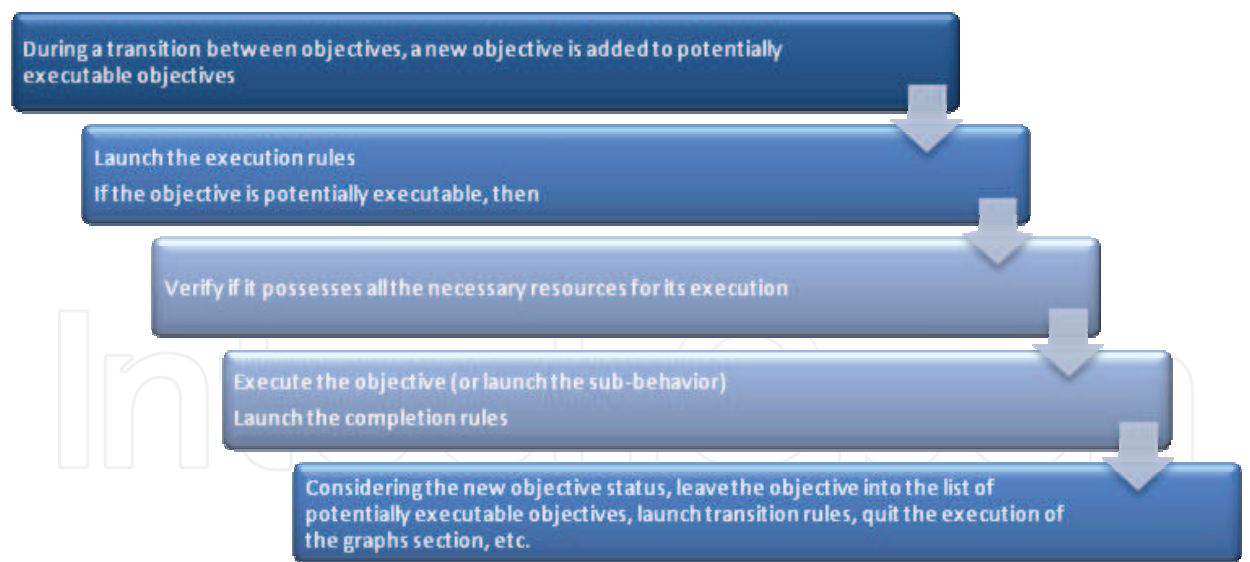 During a transition between objectives, a new objective is added to potentially
executable objectives
Launch the execution rules
If the objective is potentially executable, then
Verify if it possesses all the necessary resources for its execution
Execute the objective (or launch the sub-behavior)
Launch the completion rules
Considering the new objective status, leave the objective into the list of
potentially executable objectives, launch transition rules, quit the execution of
the graphs section, etc.